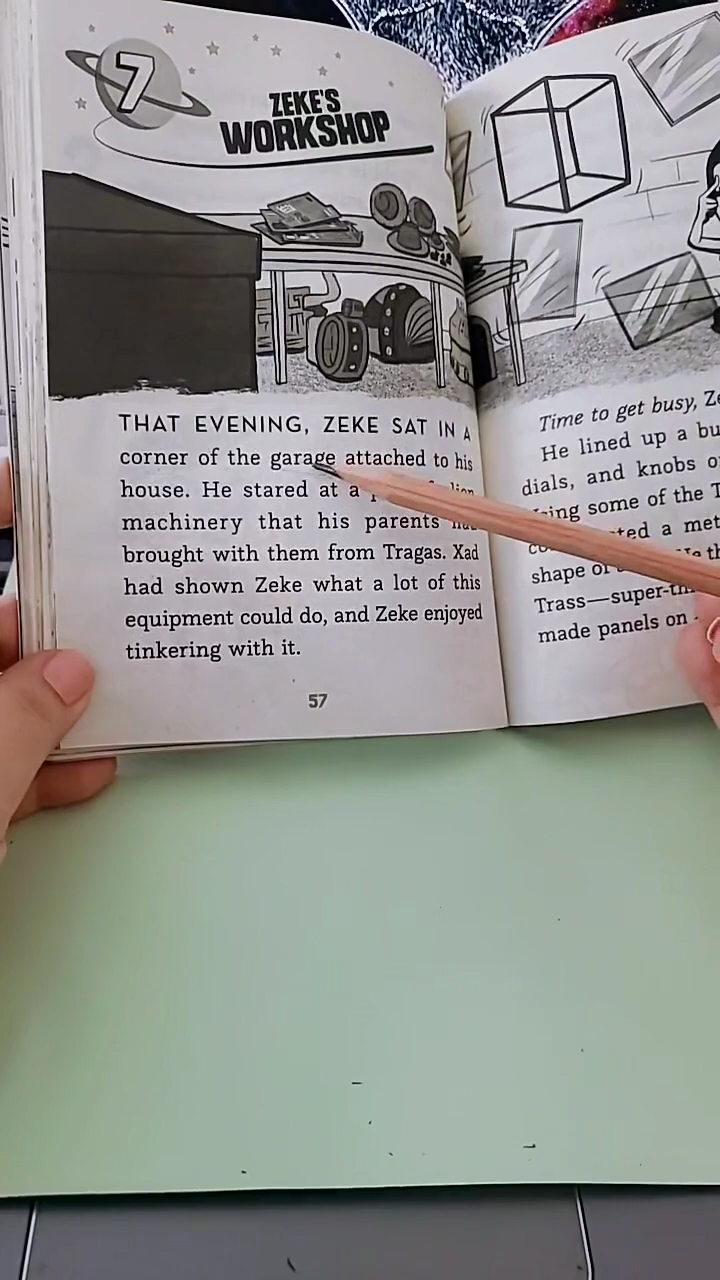 7
ZEKE'S
WORKSHOP
THAT EVENING, ZEKE SAT IN A
corner of the garage attached to his
house. He stared at a
machinery that his parents
brought with them from Tragas. Xad
had shown Zeke what a lot of this
equipment could do, and Zeke enjoyed
tinkering with it.
57
Time to get busy,
He lined up a
dials, and knobs
some of the
a
shape
Trass—
made panels on